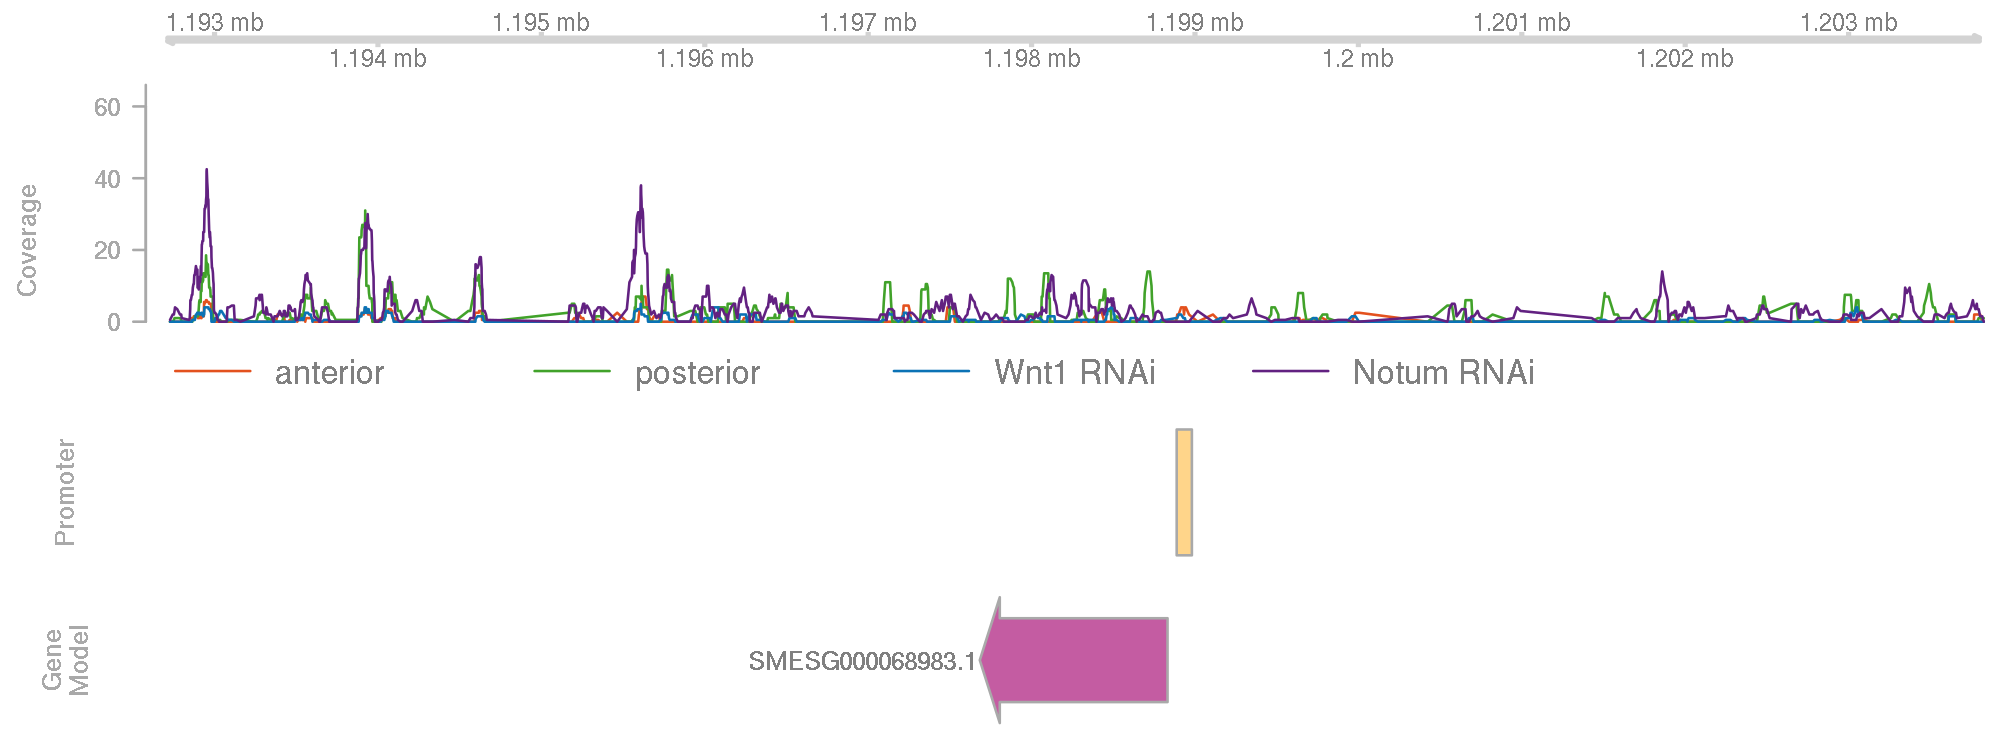 1.193 mb 1.195 mb 1.197 mb 1.199 mb 1.201 mb 1.203 mb
1.194 mb 1.196 mb 1.198 mb 1.2 mb 1.202 mb
60
40
20
0
Coverage
anterior posterior Wnt1 RNAi Notum RNAi
Promoter
Gene
Model
SMESG000068983.1